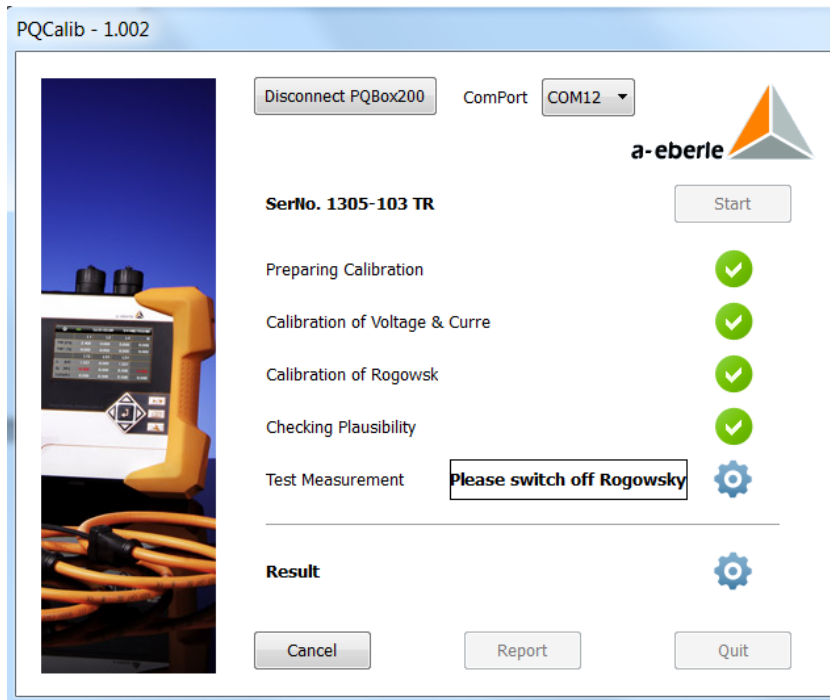 PQCalib - 1.002
Disconnect PQBox200 ComPort COM12
a-eberle
SerNo. 1305-103 TR Start
Preparing Calibration
Calibration of Voltage & Curre
Calibration of Rogowsk
Checking Plausibility
Test Measurement Please switch off Rogowsky
Result
Cancel Report Quit